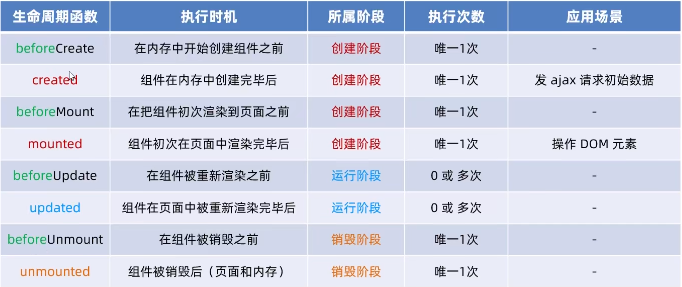 生命周期函数 执行时机 所属阶段 执行次数 应用场景
beforeCreate 在内存中开始创建组件之前 创建阶段 唯一1次 -
created 组件在内存中创建完毕后 创建阶段 唯一1次 发 ajax 请求初始数据
beforeMount 在把组件初次渲染到页面之前 创建阶段 唯一1次 -
mounted 组件初次在页面中渲染完毕后 创建阶段 唯一1次 操作 DOM 元素
beforeUpdate 在组件被重新渲染之前 运行阶段 0 或 多次 -
updated 组件在页面中被重新渲染完毕后 运行阶段 0 或 多次 -
beforeUnmount 在组件被销毁之前 销毁阶段 唯一1次 -
unmounted 组件被销毁后（页面和内存） 销毁阶段 唯一1次 -